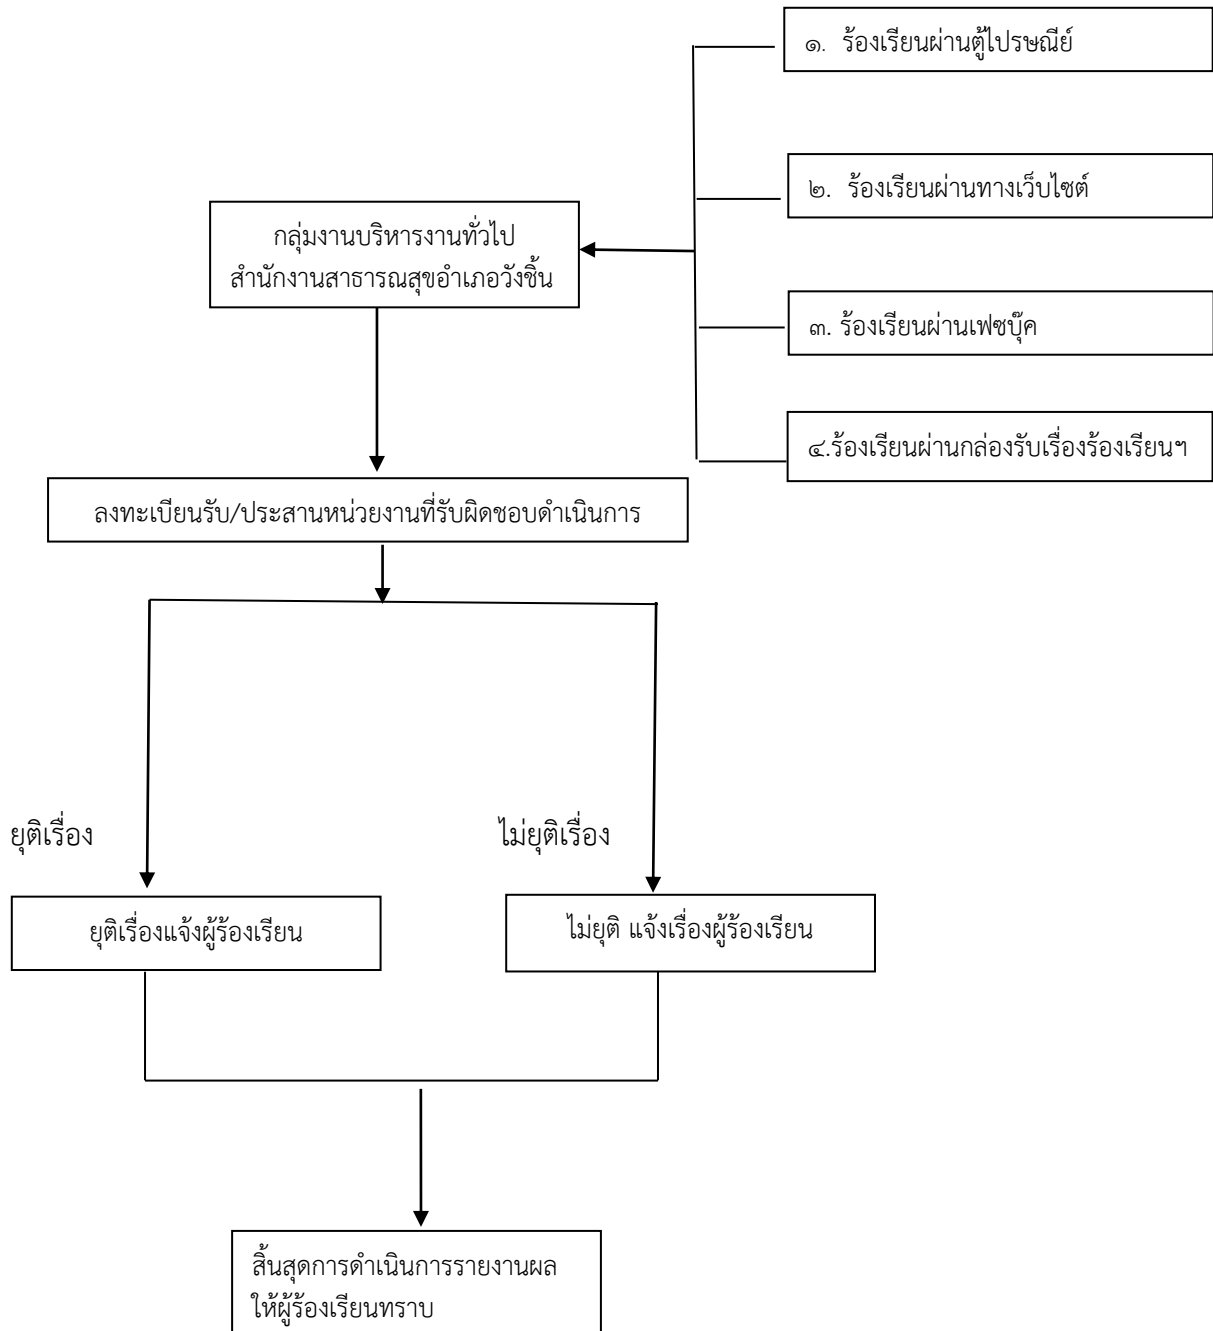 ๑. ร้องเรียนผ่านตู้ไปรษณีย์
๒. ร้องเรียนผ่านทางเว็บไซต์
กลุ่มงานบริหารงานทั่วไป
สำนักงานสาธารณสุขอำเภอวังชิ้น
๓. ร้องเรียนผ่านเฟซบุ๊ค
๔.ร้องเรียนผ่านกล่องรับเรื่องร้องเรียนฯ
ลงทะเบียนรับ/ประสานหน่วยงานที่รับผิดชอบดำเนินการ
ยุติเรื่อง
ไม่ยุติเรื่อง
ยุติเรื่องแจ้งผู้ร้องเรียน
ไม่ยุติ แจ้งเรื่องผู้ร้องเรียน
สิ้นสุดการดำเนินการรายงานผล
ให้ผู้ร้องเรียนทราบ